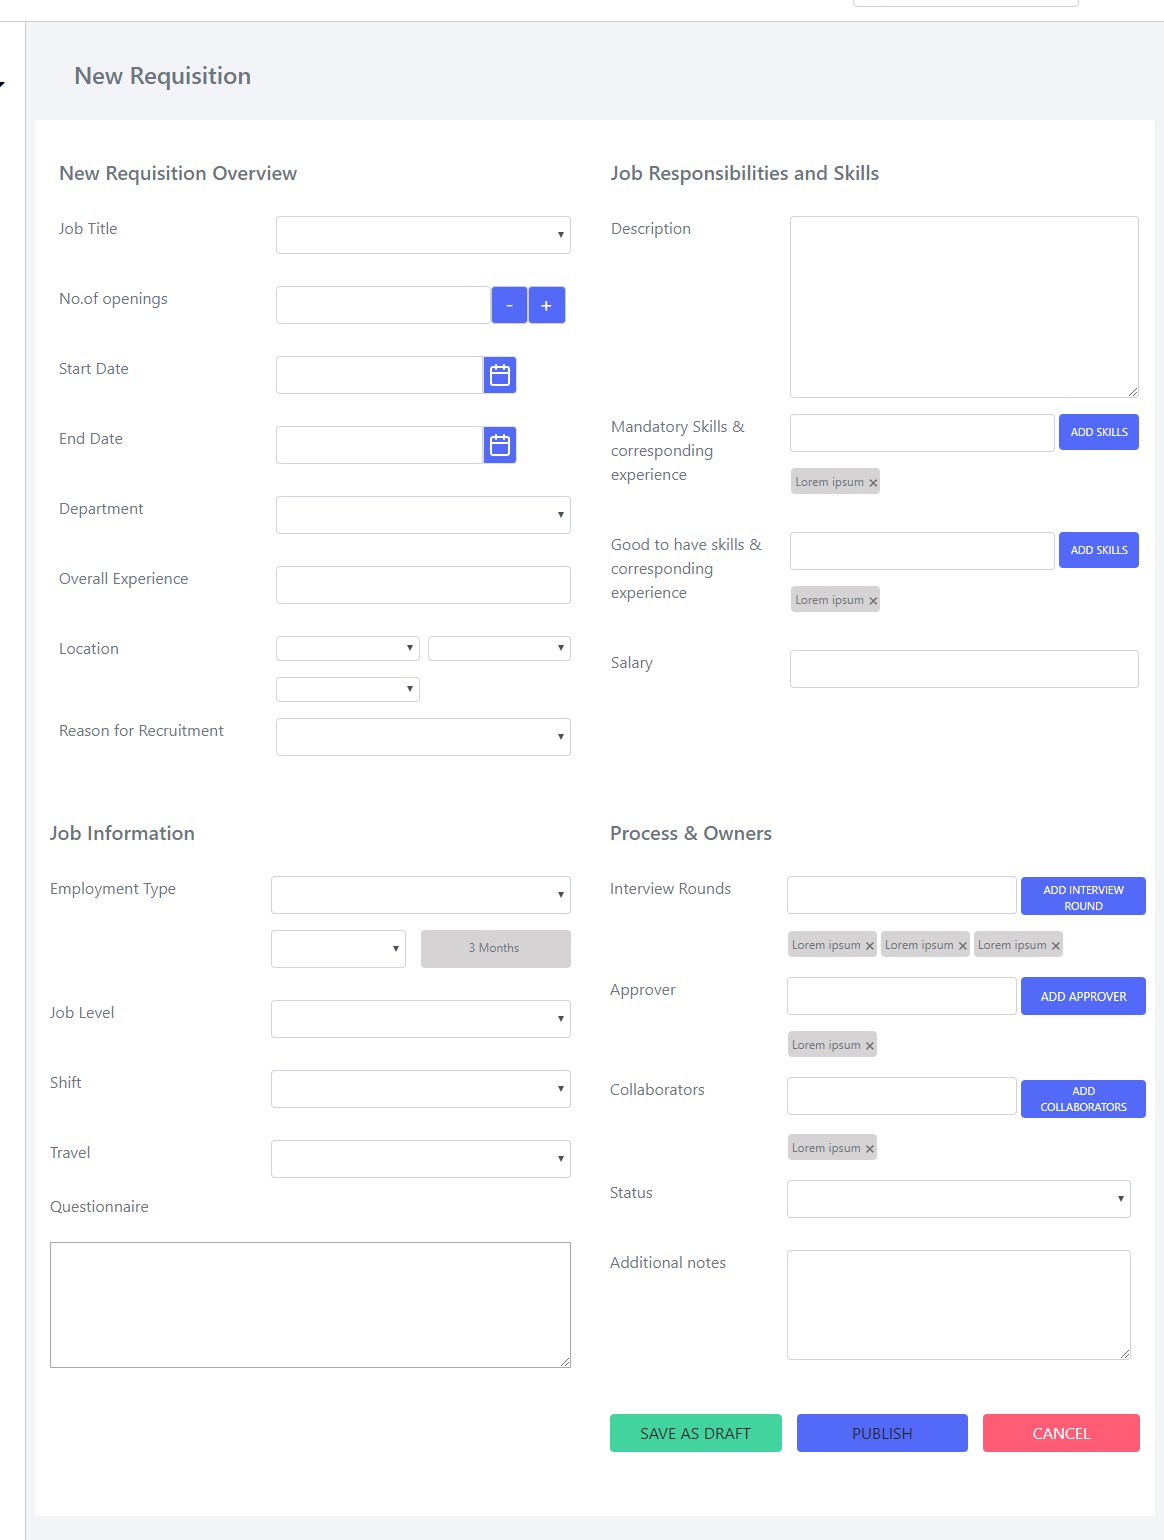 New Requisition
New Requisition Overview
Job Title
No.of openings
- +
Start Date
End Date
Department
Overall Experience
Location
Reason for Recruitment
Job Responsibilities and Skills
Description
Mandatory Skills &
corresponding
experience
ADD SKILLS
Lorem ipsum ×
Good to have skills &
corresponding
experience
ADD SKILLS
Lorem ipsum ×
Salary
Job Information
Employment Type
3 Months
Job Level
Shift
Travel
Questionnaire
Process & Owners
Interview Rounds
ADD INTERVIEW
ROUND
Lorem ipsum × Lorem ipsum × Lorem ipsum ×
Approver
ADD APPROVER
Lorem ipsum ×
Collaborators
ADD
COLLABORATORS
Lorem ipsum ×
Status
Additional notes
SAVE AS DRAFT PUBLISH CANCEL